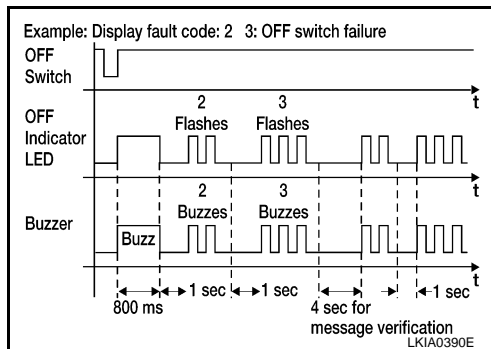 Example: Display fault code: 2 3: OFF switch failure
OFF
Switch
t
OFF
Indicator
LED
2
Flashes
3
Flashes
t
Buzzer
2
Buzzes
3
Buzzes
Buzz
t
1 sec
1 sec
1 sec
800 ms
4 sec for
message verification
LKIA0390E